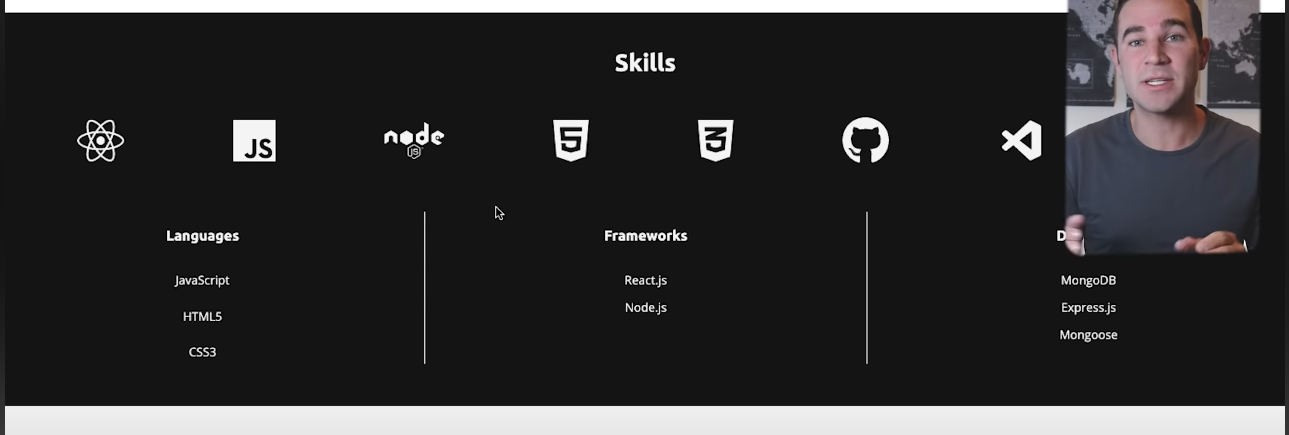 Skills
JS
node
JS
5
3
Languages
Frameworks
JavaScript
HTML5
CSS3
React.js
Node.js
MongoDB
Express.js
Mongoose